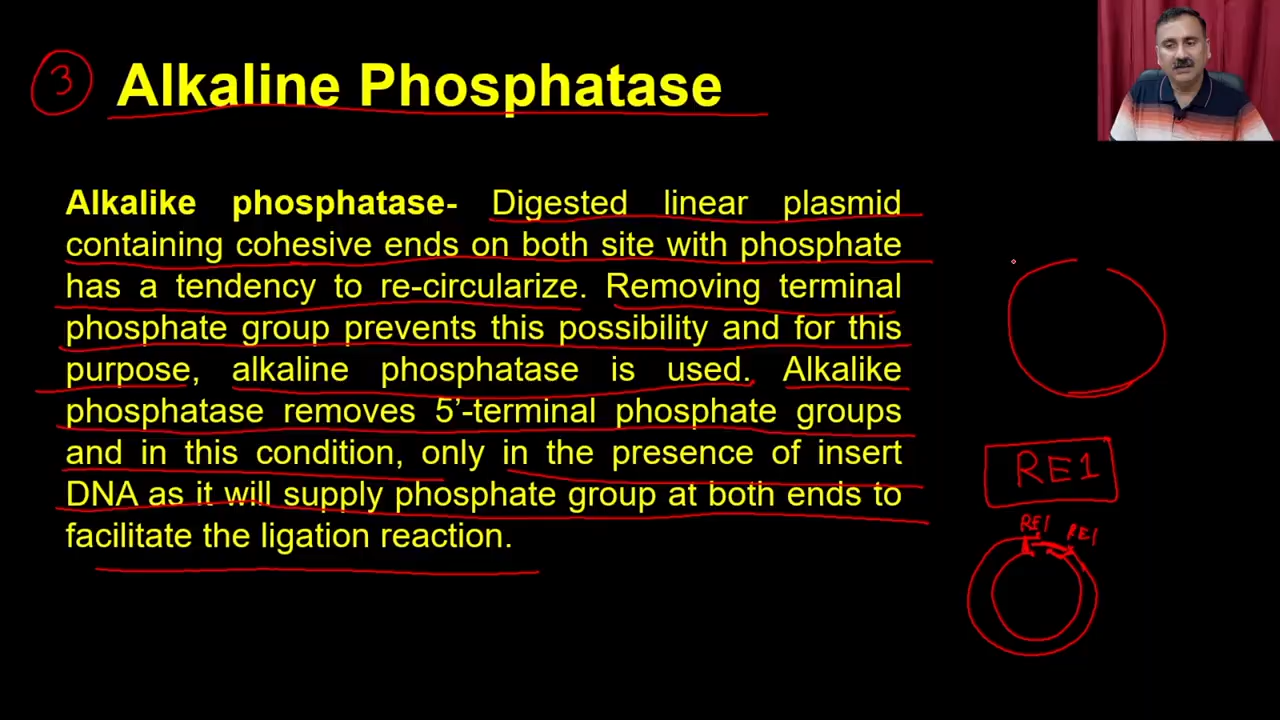 3 Alkaline Phosphatase
Alkalike phosphatase- Digested linear plasmid
containing cohesive ends on both site with phosphate
has a tendency to re-circularize. Removing terminal
phosphate group prevents this possibility and for this
purpose, alkaline phosphatase is used. Alkalike
phosphatase removes 5’-terminal phosphate groups
and in this condition, only in the presence of insert
DNA as it will supply phosphate group at both ends to
facilitate the ligation reaction.
RE1
RE1 RE1